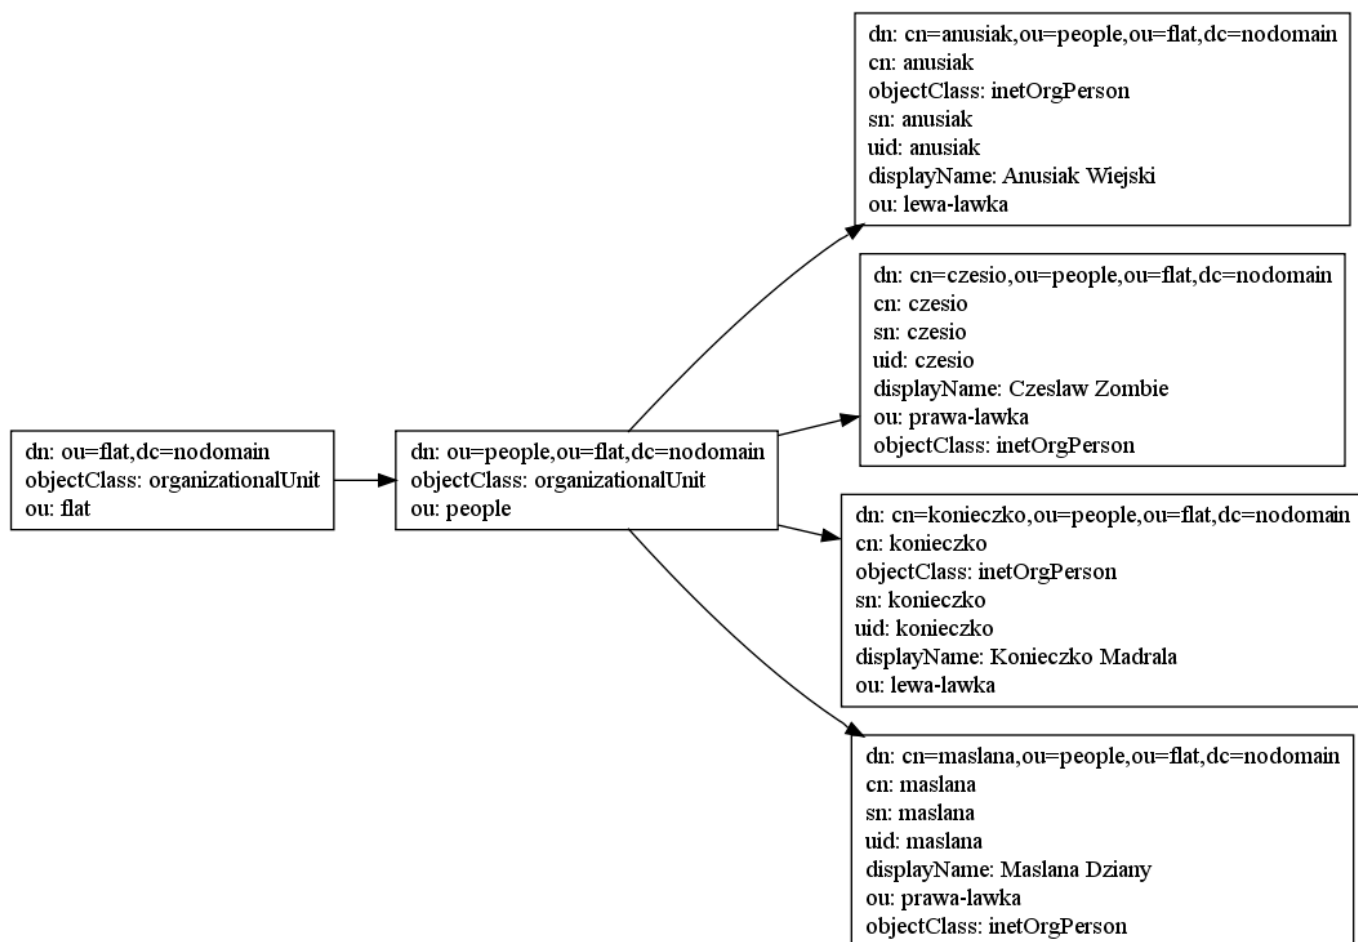 dn: ou=flat,dc=nodomain
objectClass: organizationalUnit
ou: flat
dn: ou=people,ou=flat,dc=nodomain
objectClass: organizationalUnit
ou: people
dn: cn=anusiak,ou=people,ou=flat,dc=nodomain
cn: anusiak
objectClass: inetOrgPerson
sn: anusiak
uid: anusiak
displayName: Anusiak Wiejski
ou: lewa-lawka
dn: cn=czesio,ou=people,ou=flat,dc=nodomain
cn: czesio
sn: czesio
uid: czesio
displayName: Czeslaw Zombie
ou: prawa-lawka
objectClass: inetOrgPerson
dn: cn=konieczko,ou=people,ou=flat,dc=nodomain
cn: konieczko
objectClass: inetOrgPerson
sn: konieczko
uid: konieczko
displayName: Konieczko Madrala
ou: lewa-lawka
dn: cn=maslana,ou=people,ou=flat,dc=nodomain
cn: maslana
sn: maslana
uid: maslana
displayName: Maslana Dziany
ou: prawa-lawka
objectClass: inetOrgPerson